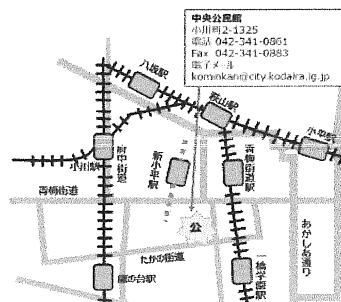 中央公民館
小川町2-1325
電話 042-341-0861
Fax 042-341-0883
電子メール
kominkan@city.kodaira.lg.jp
八坂駅
萩山駅
小平駅
新小平駅
青梅街道駅
府中街道
小川駅
青梅街道
公
たかの街道
あかしあ通り
鷹の台駅
一橋学園駅